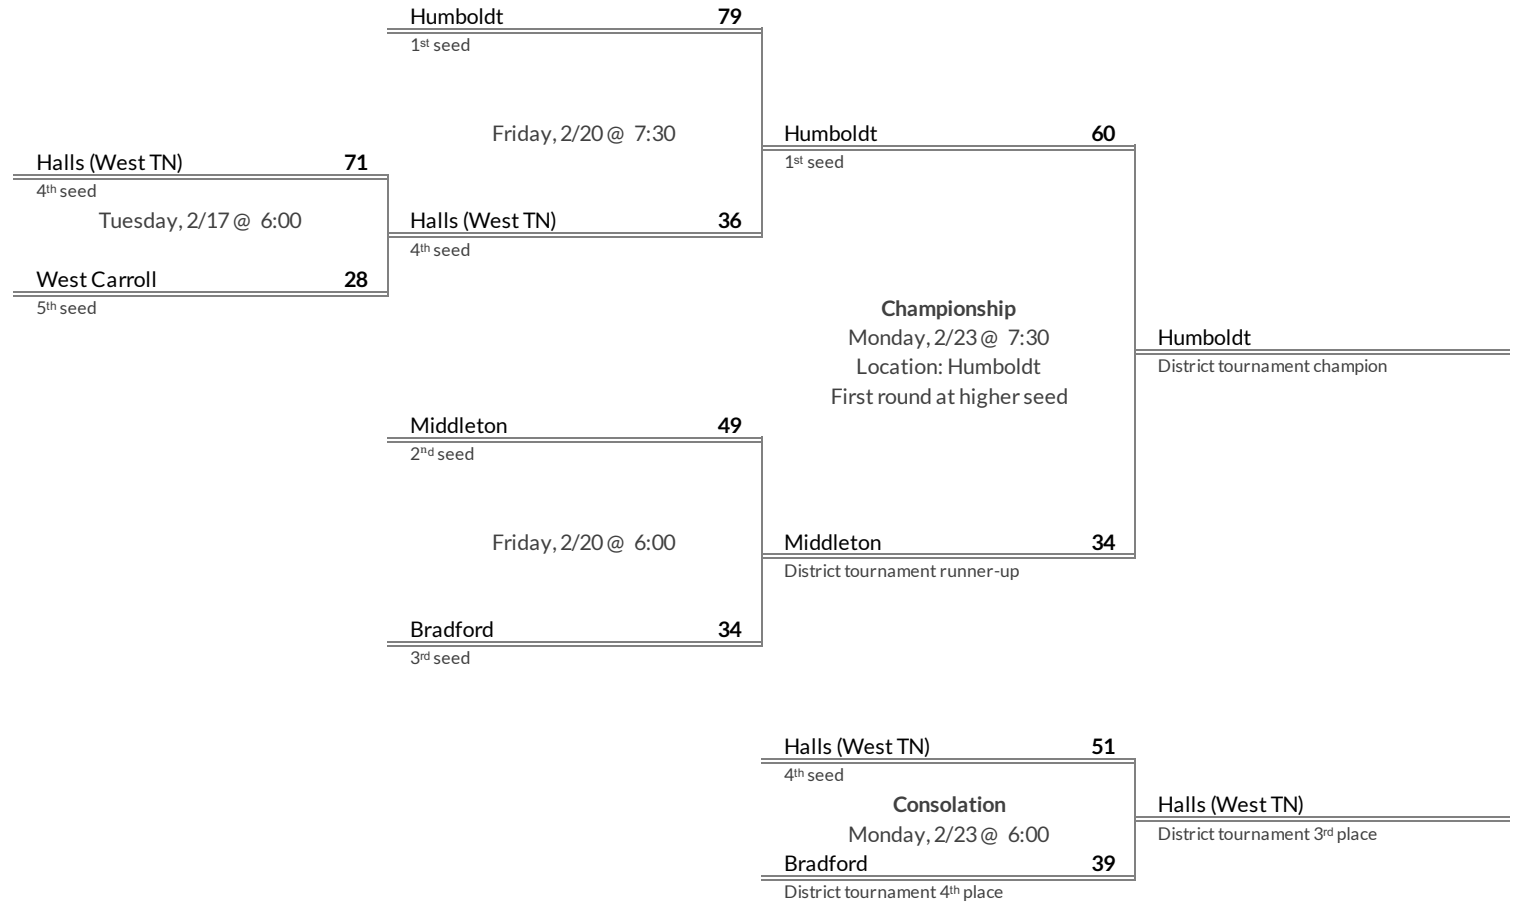 Humboldt 79
1st seed
Friday, 2/20 @ 7:30
Humboldt 60
1st seed
Halls (West TN) 71
4th seed
Tuesday, 2/17 @ 6:00
Halls (West TN) 36
4th seed
West Carroll 28
5th seed
Championship
Monday, 2/23 @ 7:30
Location: Humboldt
First round at higher seed
Humboldt
District tournament champion
Middleton 49
2nd seed
Friday, 2/20 @ 6:00
Middleton 34
District tournament runner-up
Bradford 34
3rd seed
Halls (West TN) 51
4th seed
Consolation
Monday, 2/23 @ 6:00
Halls (West TN)
District tournament 3rd place
Bradford 39
District tournament 4th place